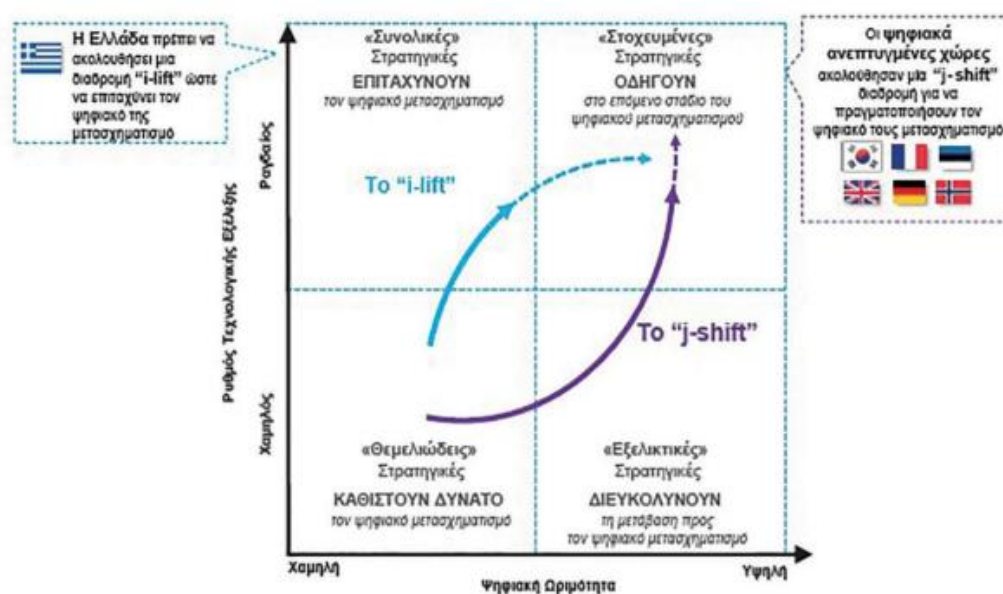 Η Ελλάδα πρέπει να
ακολουθήσει μια
διαδρομή “i-lift” ώστε
να επιταχύνει τον
ψηφιακό της
μετασχηματισμό
«Συνολικές»
Στρατηγικές
ΕΠΙΤΑΧΥΝΟΥΝ
τον ψηφιακό μετασχηματισμό
«Στοχευμένες»
Στρατηγικές
ΟΔΗΓΟΥΝ
στο επόμενο στάδιο του
ψηφιακού μετασχηματισμού
Οι ψηφιακά
ανεπτυγμένες χώρες
ακολούθησαν μία “j-shift”
διαδρομή για να
πραγματοποιήσουν τον
ψηφιακό τους μετασχηματισμό
Το “i-lift”
Το “j-shift”
Ρυθμός Τεχνολογικής Εξέλιξης
Ραγδαίος
Χαμηλός
«Θεμελιώδεις»
Στρατηγικές
ΚΑΘΙΣΤΟΥΝ ΔΥΝΑΤΟ
τον ψηφιακό μετασχηματισμό
«Εξελικτικές»
Στρατηγικές
ΔΙΕΥΚΟΛΥΝΟΥΝ
τη μετάβαση προς
τον ψηφιακό μετασχηματισμό
Χαμηλή
Ψηφιακή Ωριμότητα
Υψηλή